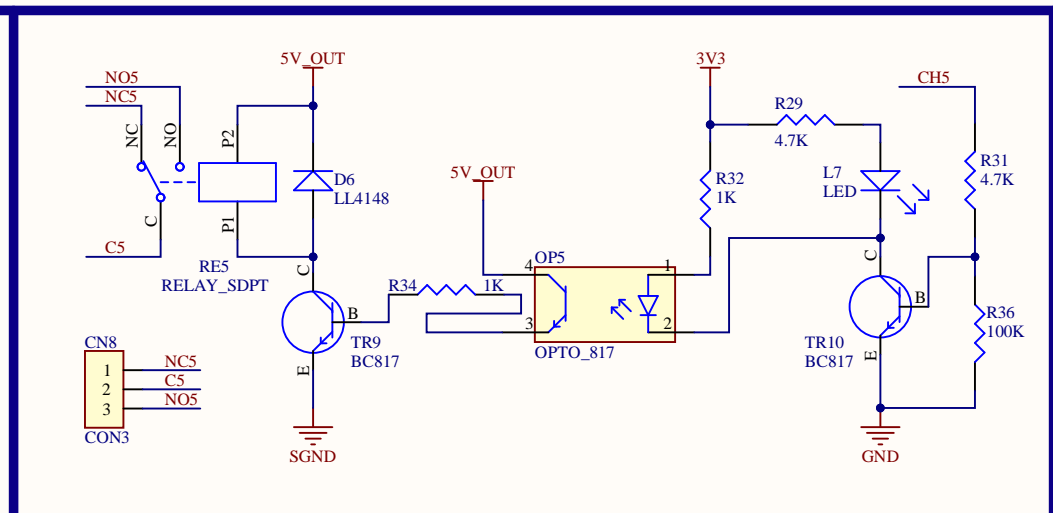 5V_OUT
3V3
NO5
CH5
NC5
R29
NC
NO
P2
4.7K
R31
4.7K
5V_OUT
D6
LL4148
R32
1K
L7
LED
C
P1
C5
RE5
RELAY_SDPT
OP5
C
C
4
1
R34
1K
B
B
3
2
R36
100K
TR9
BC817
OPTO_817
TR10
BC817
CN8
E
E
1
NC5
2
C5
3
NO5
CON3
SGND
GND